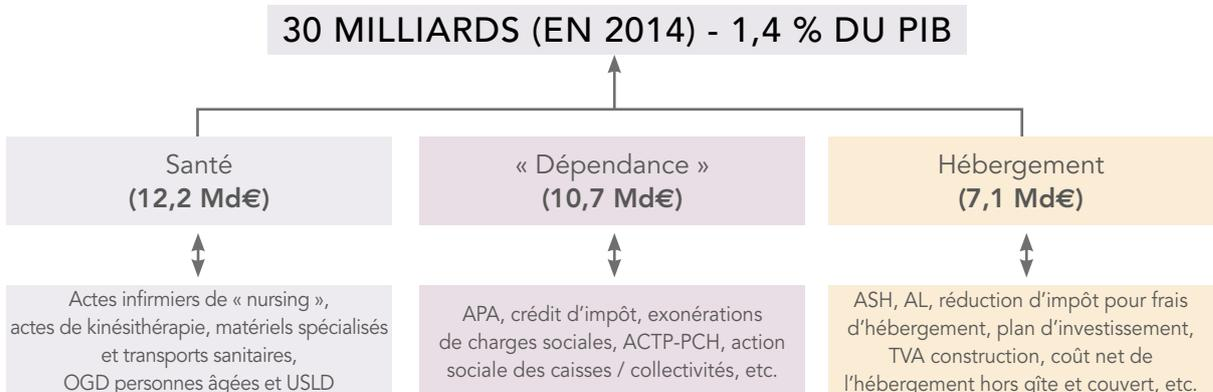 30 MILLIARDS (EN 2014) - 1,4 % DU PIB
Santé
(12,2 Md€)
« Dépendance »
(10,7 Md€)
Hébergement
(7,1 Md€)
Actes infirmiers de « nursing »,
actes de kinésithérapie, matériels spécialisés
et transports sanitaires,
OGD personnes âgées et USLD
APA, crédit d’impôt, exonérations
de charges sociales, ACTP-PCH, action
sociale des caisses / collectivités, etc.
ASH, AL, réduction d’impôt pour frais
d’hébergement, plan d’investissement,
TVA construction, coût net de
l’hébergement hors gîte et couvert, etc.